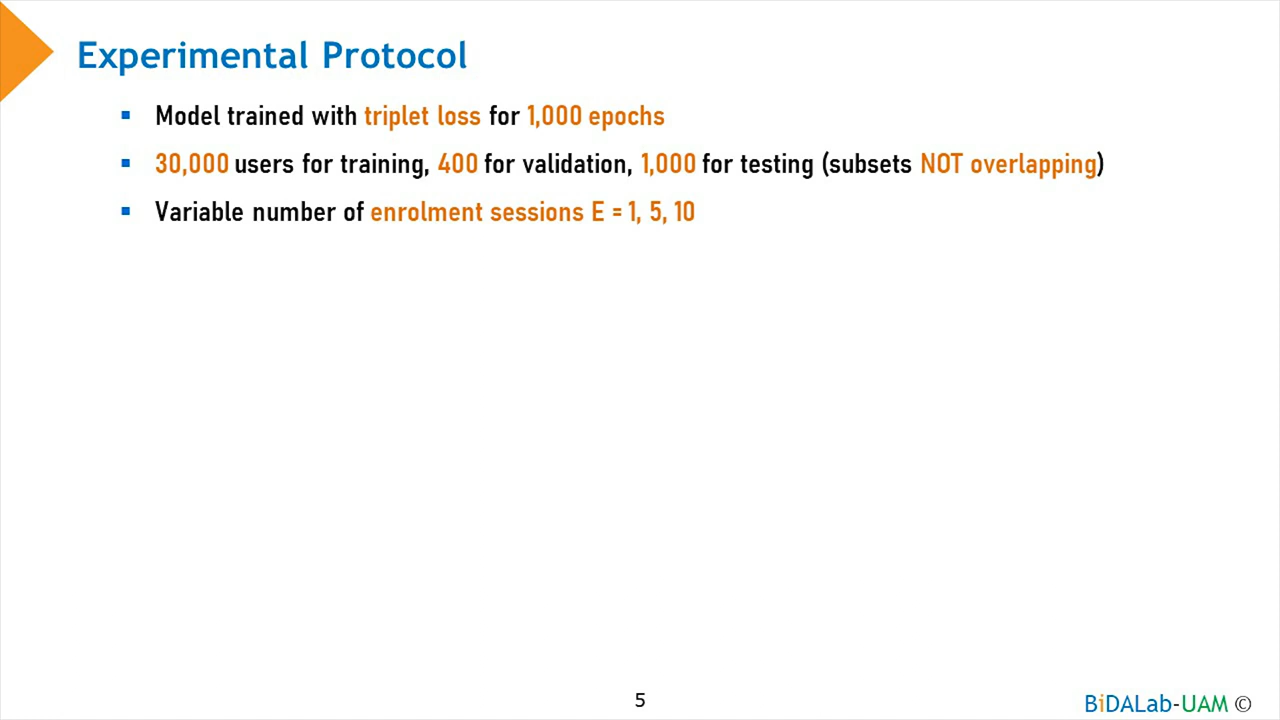 Experimental Protocol
▪ Model trained with triplet loss for 1,000 epochs
▪ 30,000 users for training, 400 for validation, 1,000 for testing (subsets NOT overlapping)
▪ Variable number of enrolment sessions E = 1, 5, 10
5
BiDALab-UAM ©